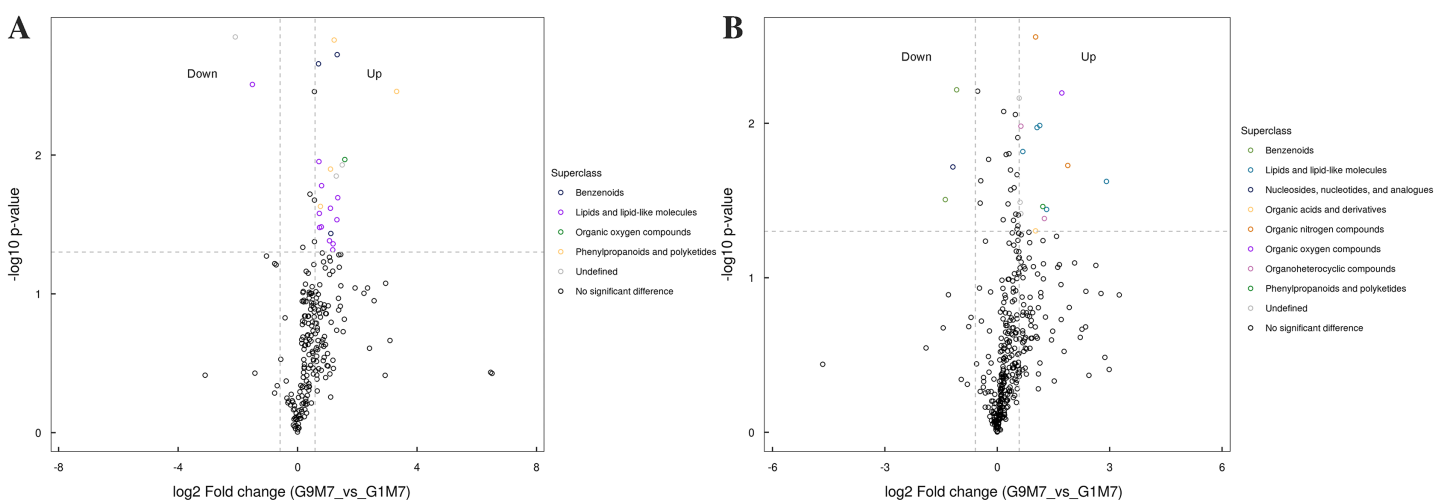 A
Down
Up
2
1
0
-log10 p-value
-8
-4
0
4
8
log2 Fold change (G9M7_vs_G1M7)
Superclass
Benzenoids
Lipids and lipid-like molecules
Organic oxygen compounds
Phenylpropanoids and polyketides
Undefined
No significant difference
B
Down
Up
2
1
0
-log10 p-value
-6
-3
0
3
6
log2 Fold change (G9M7_vs_G1M7)
Superclass
Benzenoids
Lipids and lipid-like molecules
Nucleosides, nucleotides, and analogues
Organic acids and derivatives
Organic nitrogen compounds
Organic oxygen compounds
Organoheterocyclic compounds
Phenylpropanoids and polyketides
Undefined
No significant difference